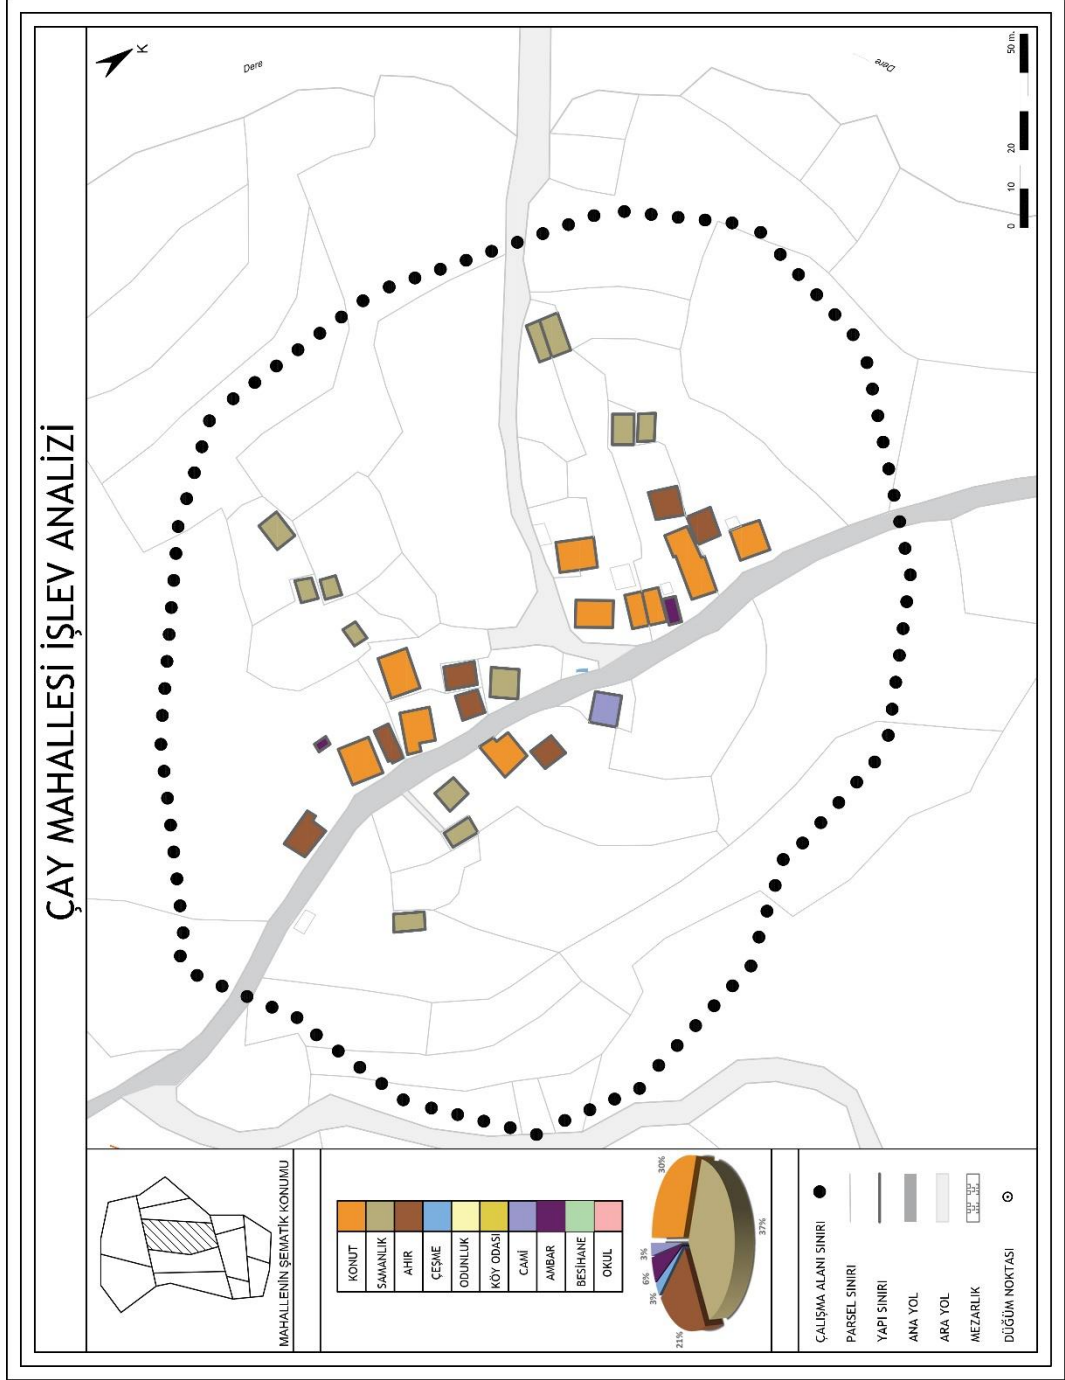 ÇAY MAHALLESİ İŞLEV ANALİZİ
K
Dere
Dere
0 10 20 50 m.
MAHALLENİN ŞEMATİK KONUMU
KONUT
SAMANLIK
AHIR
ÇEŞME
ODUNLUK
KÖY ODASI
CAMİ
AMBAR
BESİHANE
OKUL
30%
37%
21%
3%
6%
3%
ÇALIŞMA ALANI SINIRI
PARSEL SINIRI
YAPI SINIRI
ANA YOL
ARA YOL
MEZARLIK
DÜĞÜM NOKTASI